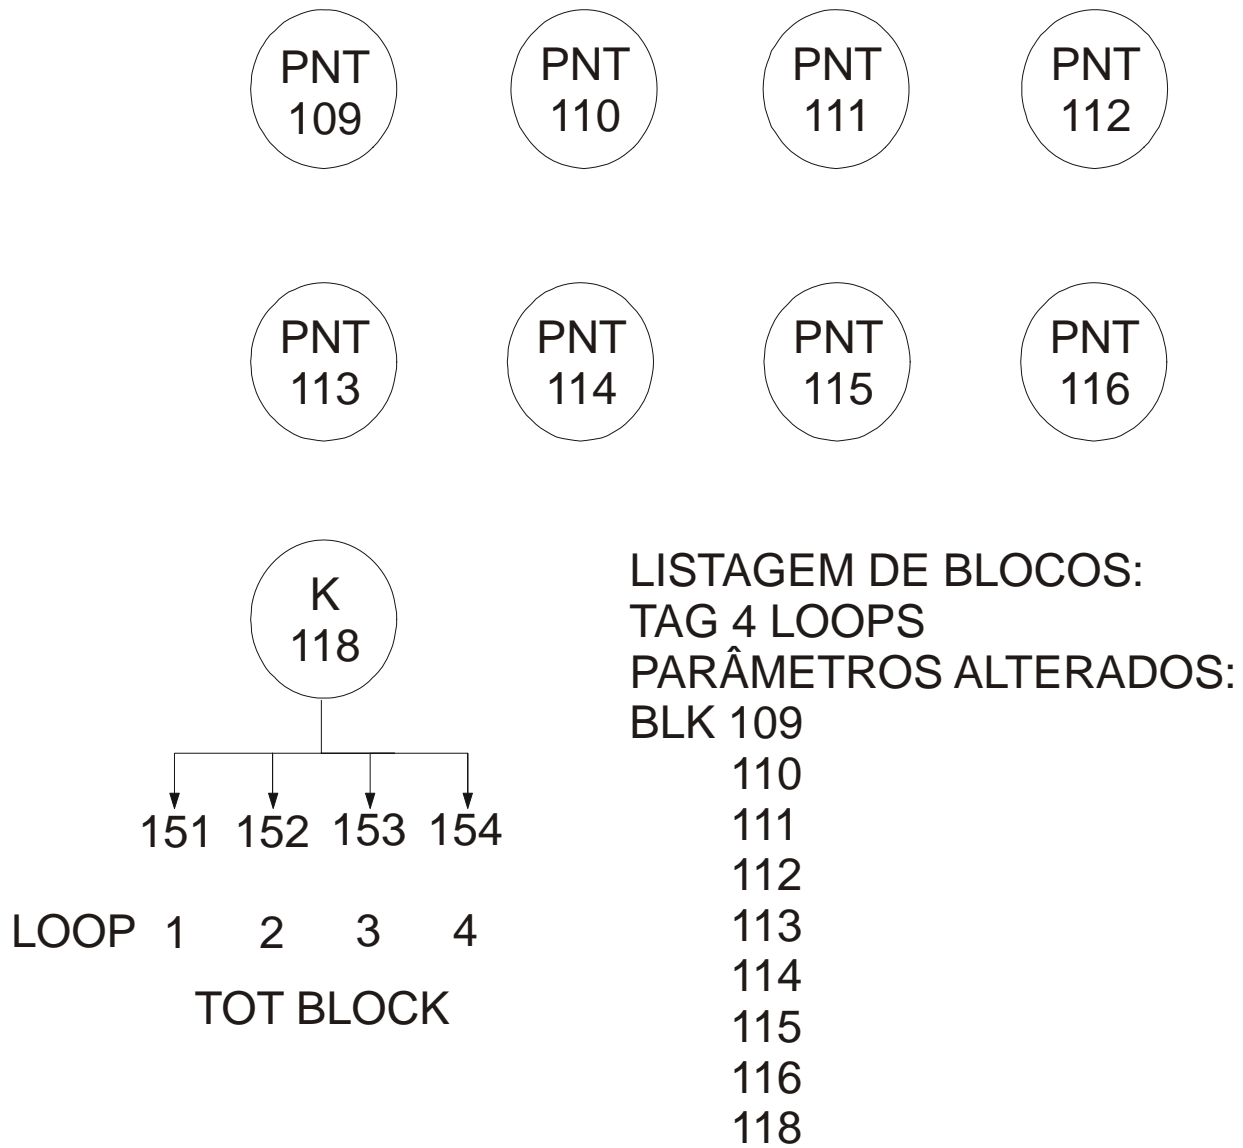 PNT
109
PNT
110
PNT
111
PNT
112
PNT
113
PNT
114
PNT
115
PNT
116
K
118
151 152 153 154
LOOP 1 2 3 4
TOT BLOCK
LISTAGEM DE BLOCOS:
TAG 4 LOOPS
PARÂMETROS ALTERADOS:
BLK 109
110
111
112
113
114
115
116
118